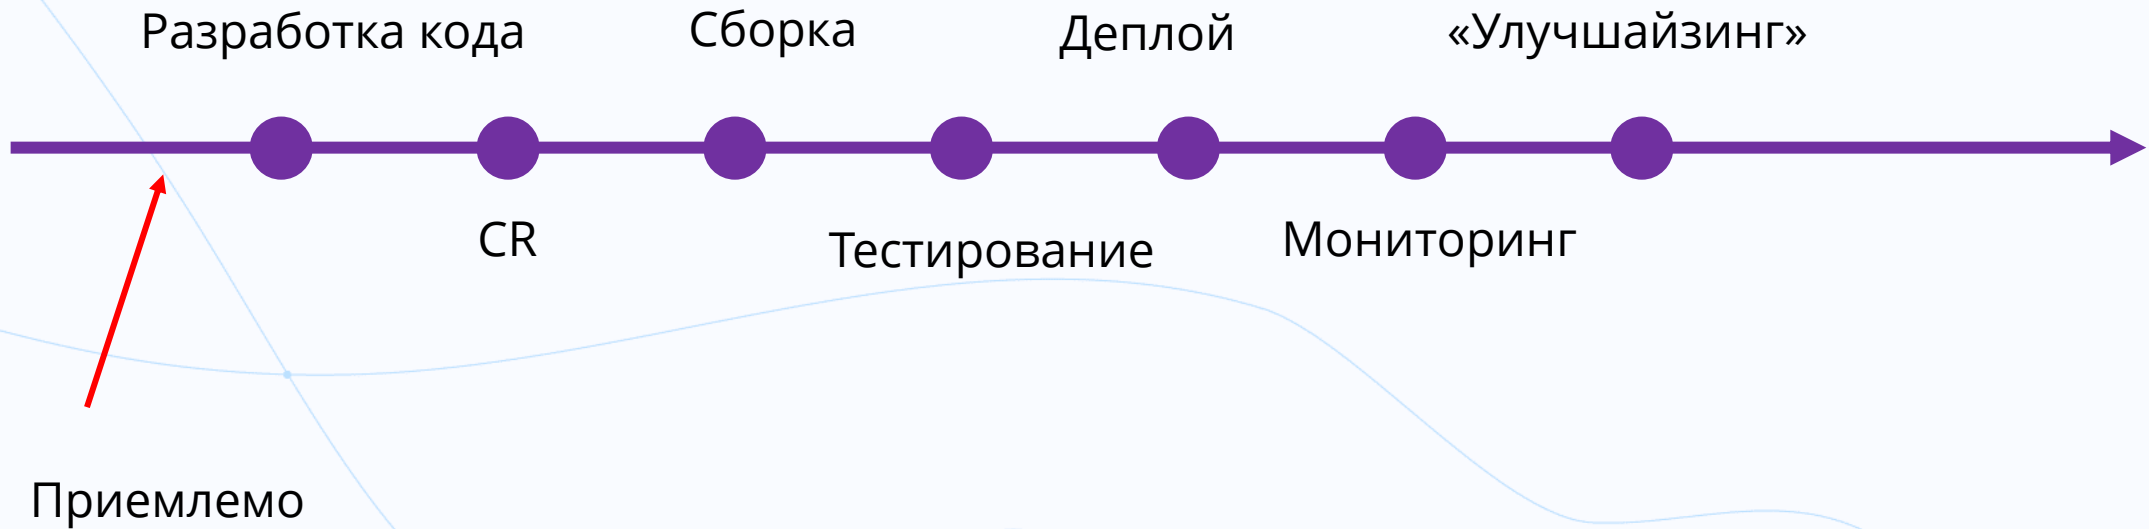 Разработка кода
Сборка
Деплой
«Улучшайзинг»
CR
Тестирование
Мониторинг
Приемлемо